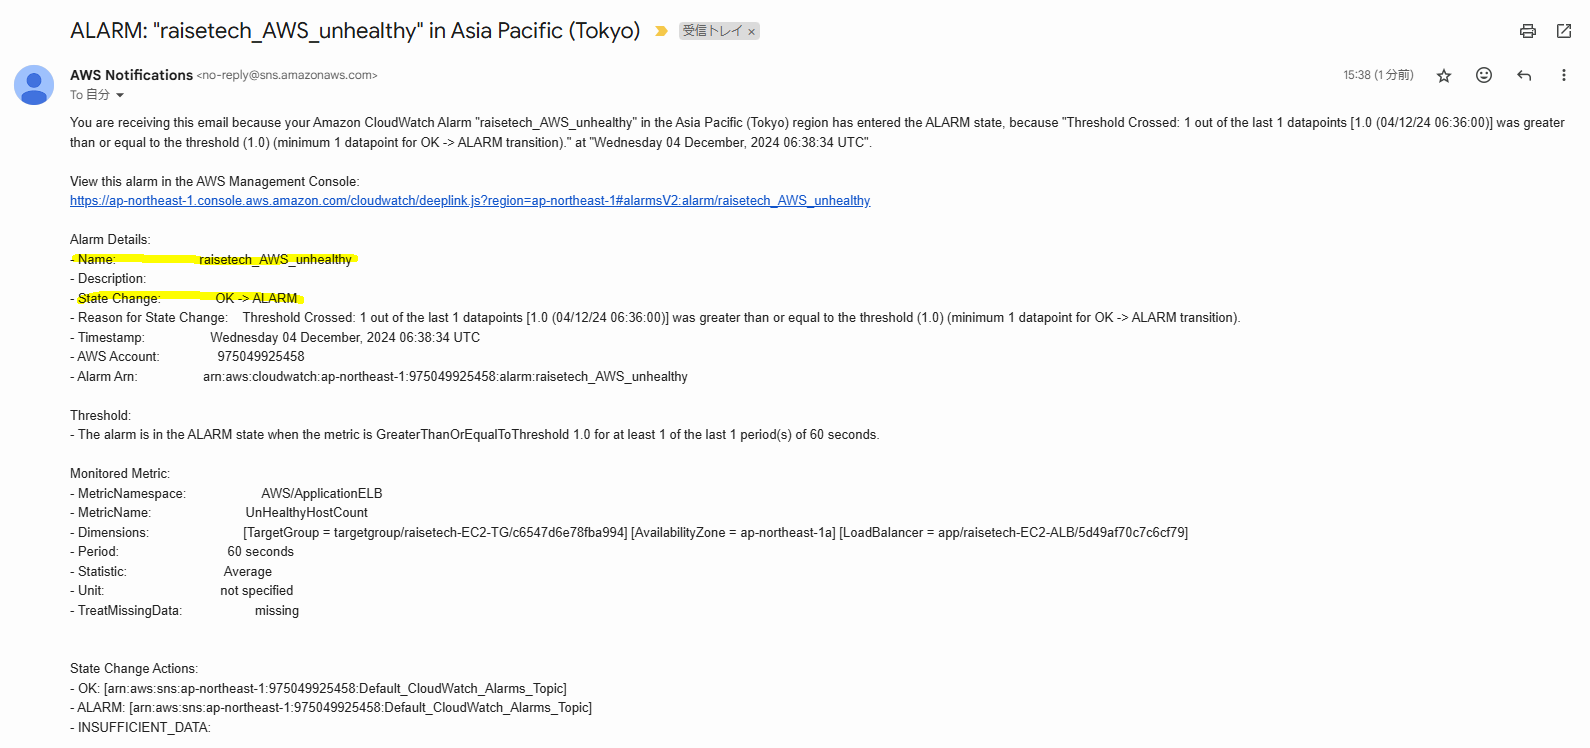 ALARM: "raisetech_AWS_unhealthy" in Asia Pacific (Tokyo) 受信トレイ ×
AWS Notifications <no-reply@sns.amazonaws.com> 15:38 (1 分前)
To 自分
You are receiving this email because your Amazon CloudWatch Alarm "raisetech_AWS_unhealthy" in the Asia Pacific (Tokyo) region has entered the ALARM state, because "Threshold Crossed: 1 out of the last 1 datapoints [1.0 (04/12/24 06:36:00)] was greater
than or equal to the threshold (1.0) (minimum 1 datapoint for OK -> ALARM transition)." at "Wednesday 04 December, 2024 06:38:34 UTC".
View this alarm in the AWS Management Console:
https://ap-northeast-1.console.aws.amazon.com/cloudwatch/deeplink.js?region=ap-northeast-1#alarmsV2:alarm/raisetech_AWS_unhealthy
Alarm Details:
- Name: raisetech_AWS_unhealthy
- Description:
- State Change: OK -> ALARM
- Reason for State Change: Threshold Crossed: 1 out of the last 1 datapoints [1.0 (04/12/24 06:36:00)] was greater than or equal to the threshold (1.0) (minimum 1 datapoint for OK -> ALARM transition).
- Timestamp: Wednesday 04 December, 2024 06:38:34 UTC
- AWS Account: 975049925458
- Alarm Arn: arn:aws:cloudwatch:ap-northeast-1:975049925458:alarm:raisetech_AWS_unhealthy
Threshold:
- The alarm is in the ALARM state when the metric is GreaterThanOrEqualToThreshold 1.0 for at least 1 of the last 1 period(s) of 60 seconds.
Monitored Metric:
- MetricNamespace: AWS/ApplicationELB
- MetricName: UnHealthyHostCount
- Dimensions: [TargetGroup = targetgroup/raisetech-EC2-TG/c6547d6e78fba994] [AvailabilityZone = ap-northeast-1a] [LoadBalancer = app/raisetech-EC2-ALB/5d49af70c7c6cf79]
- Period: 60 seconds
- Statistic: Average
- Unit: not specified
- TreatMissingData: missing
State Change Actions:
- OK: [arn:aws:sns:ap-northeast-1:975049925458:Default_CloudWatch_Alarms_Topic]
- ALARM: [arn:aws:sns:ap-northeast-1:975049925458:Default_CloudWatch_Alarms_Topic]
- INSUFFICIENT_DATA: